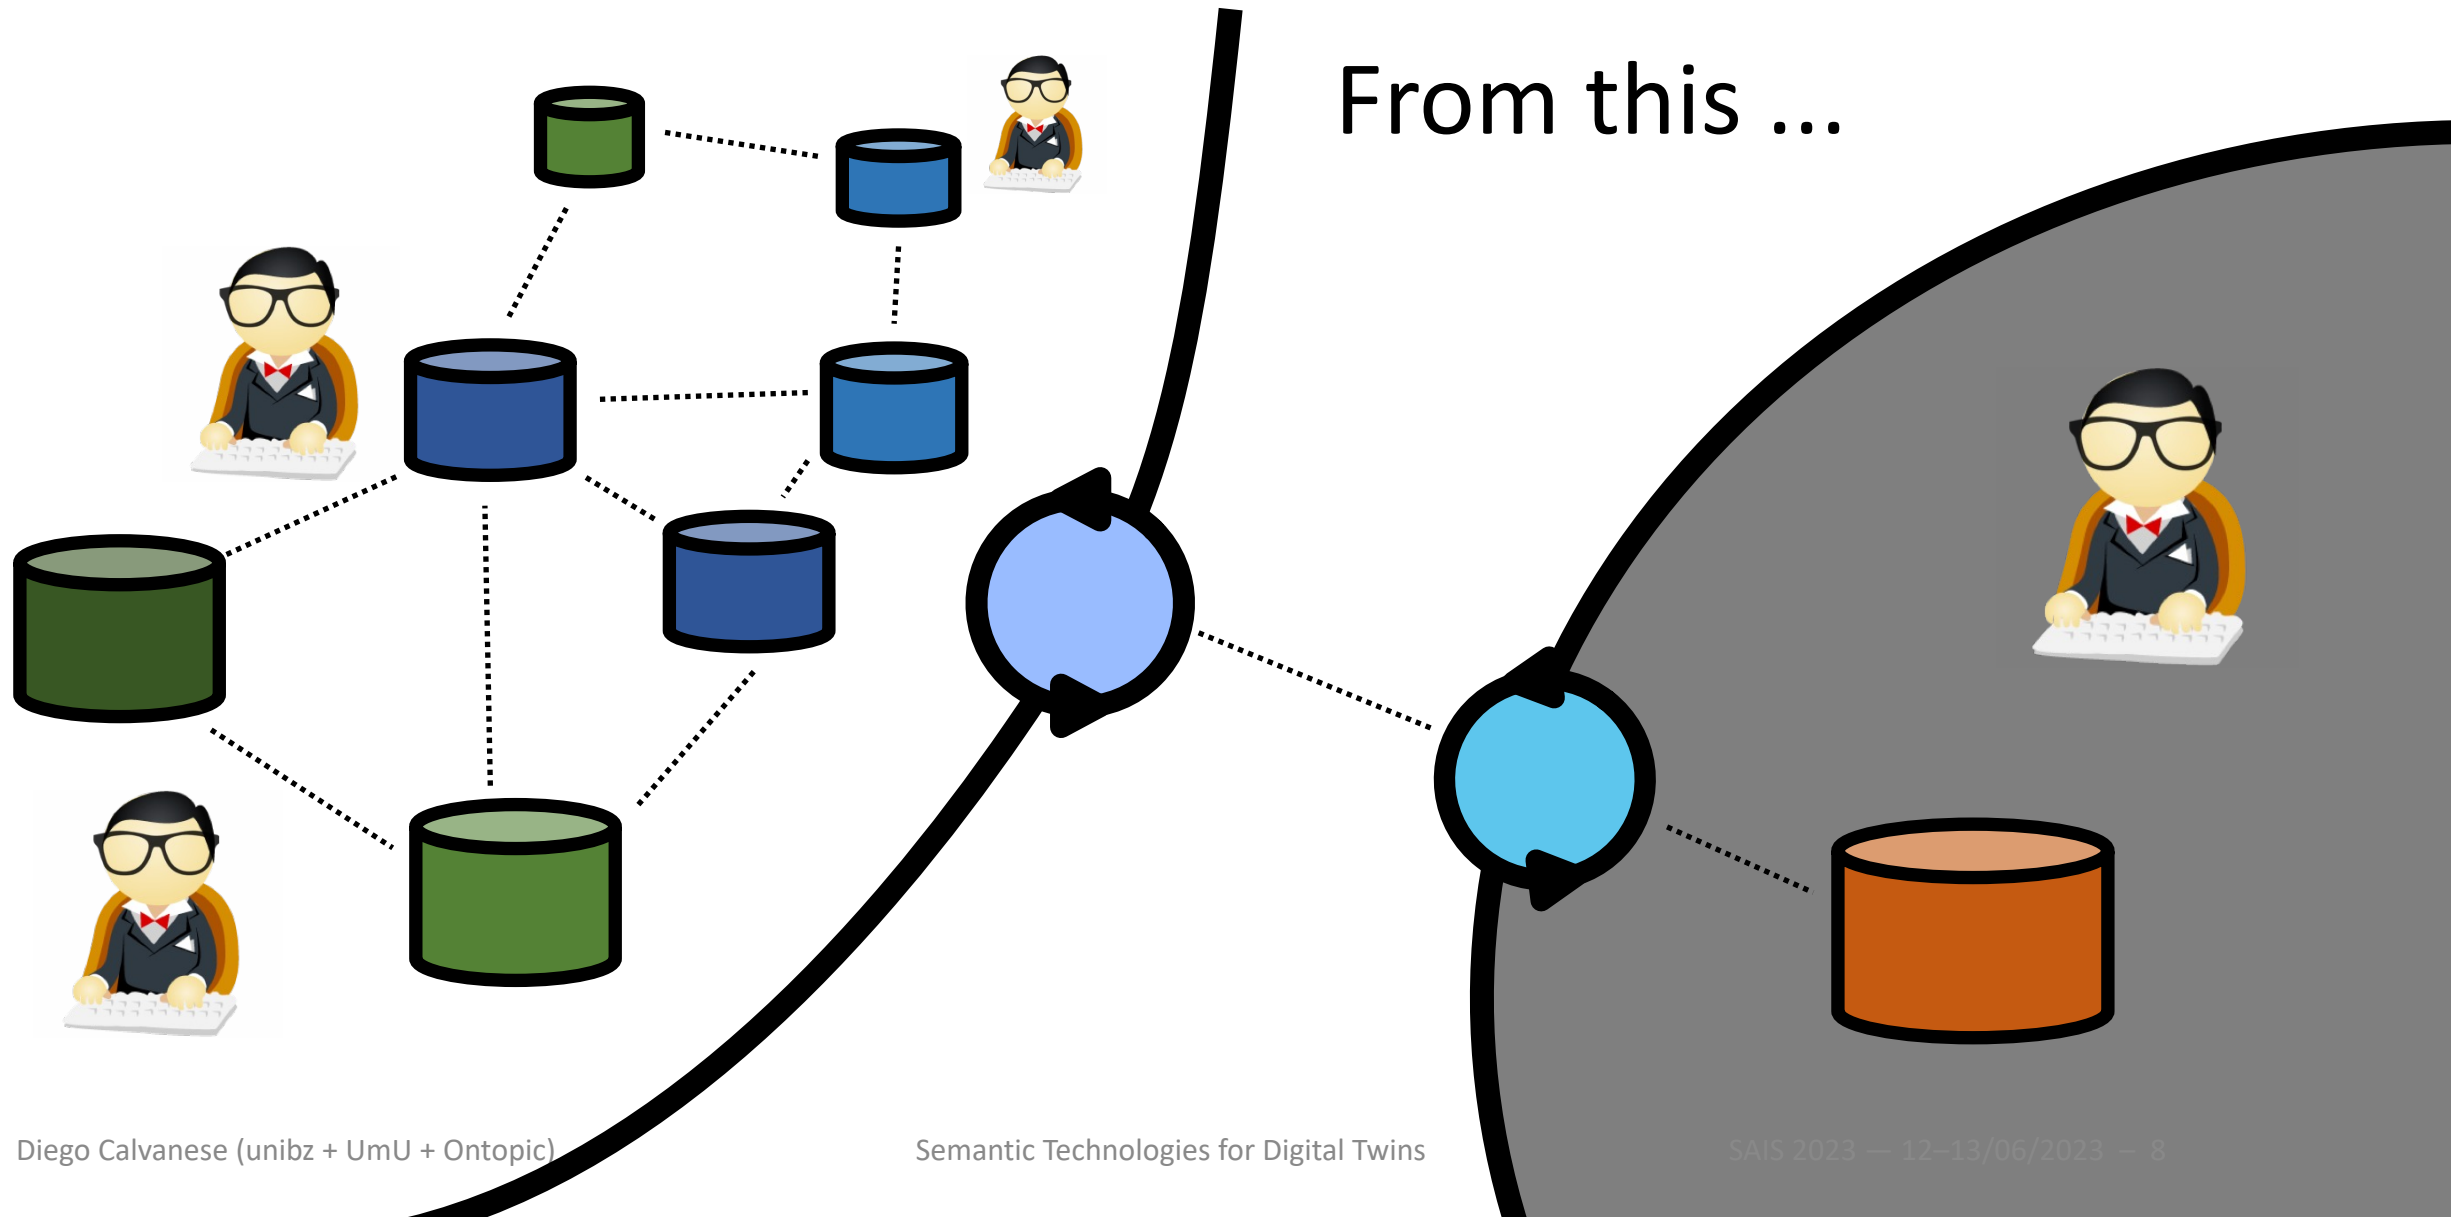 From this ...
Diego Calvanese (unibz + UmU + Ontopic)
Semantic Technologies for Digital Twins
SAIS 2023 — 12–13/06/2023 – 8